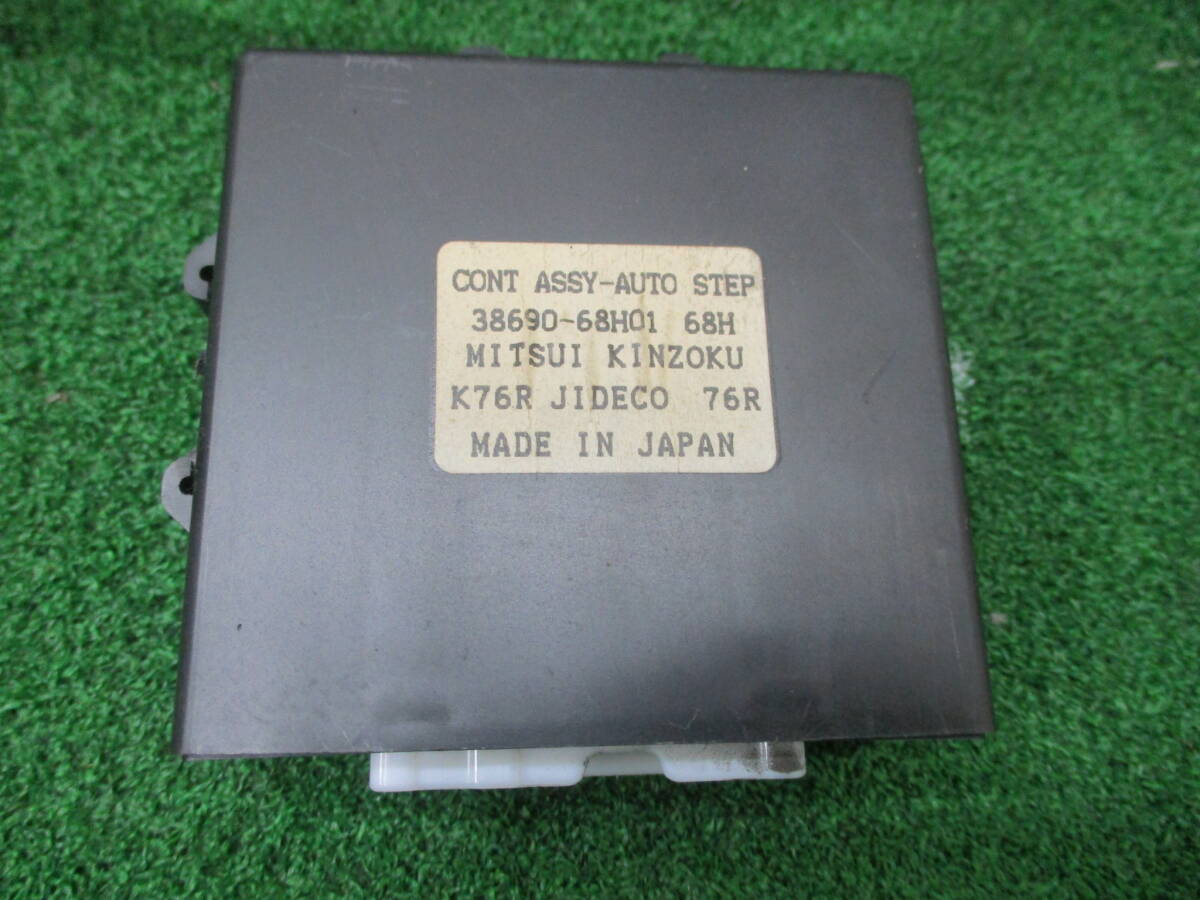 CONT ASSY-AUTO STEP
38690-68H01 68H
MITSUI KINZOKU
K76R JIDECO 76R
MADE IN JAPAN